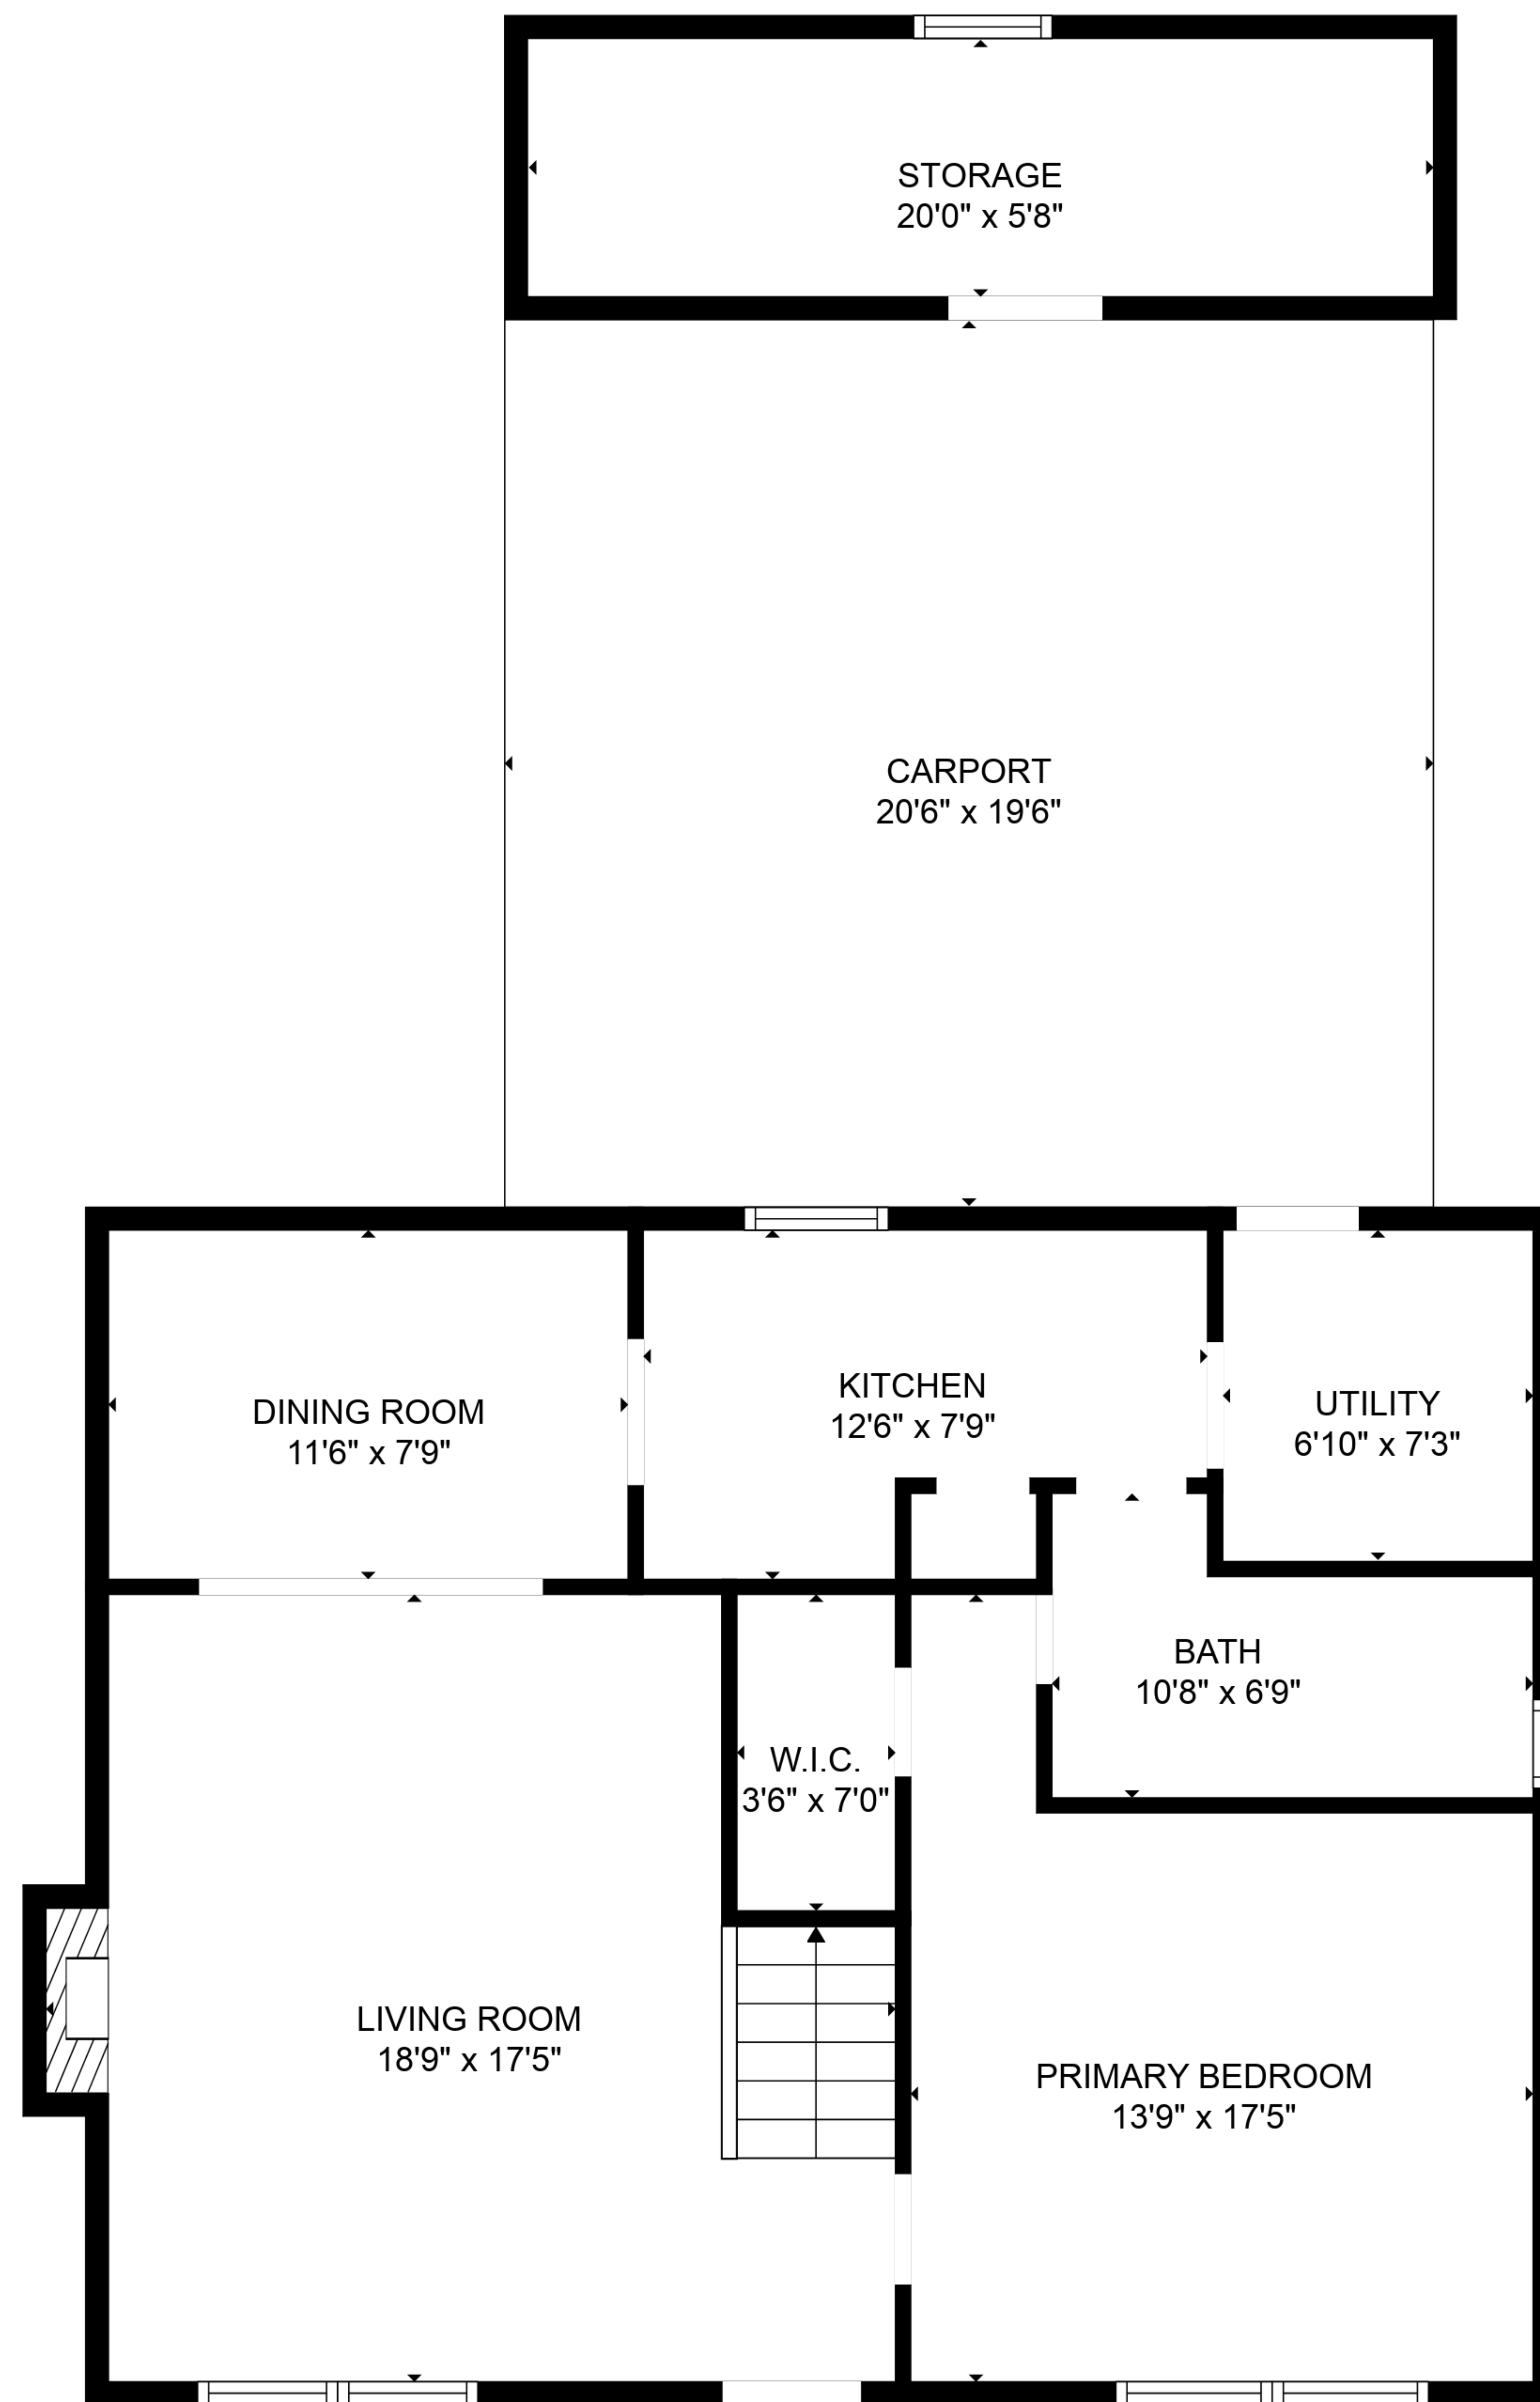 STORAGE
20'0" x 5'8"
CARPORT
20'6" x 19'6"
DINING ROOM
11'6" x 7'9"
KITCHEN
12'6" x 7'9"
UTILITY
6'10" x 7'3"
BATH
10'8" x 6'9"
W.I.C.
3'6" x 7'0"
LIVING ROOM
18'9" x 17'5"
PRIMARY BEDROOM
13'9" x 17'5"